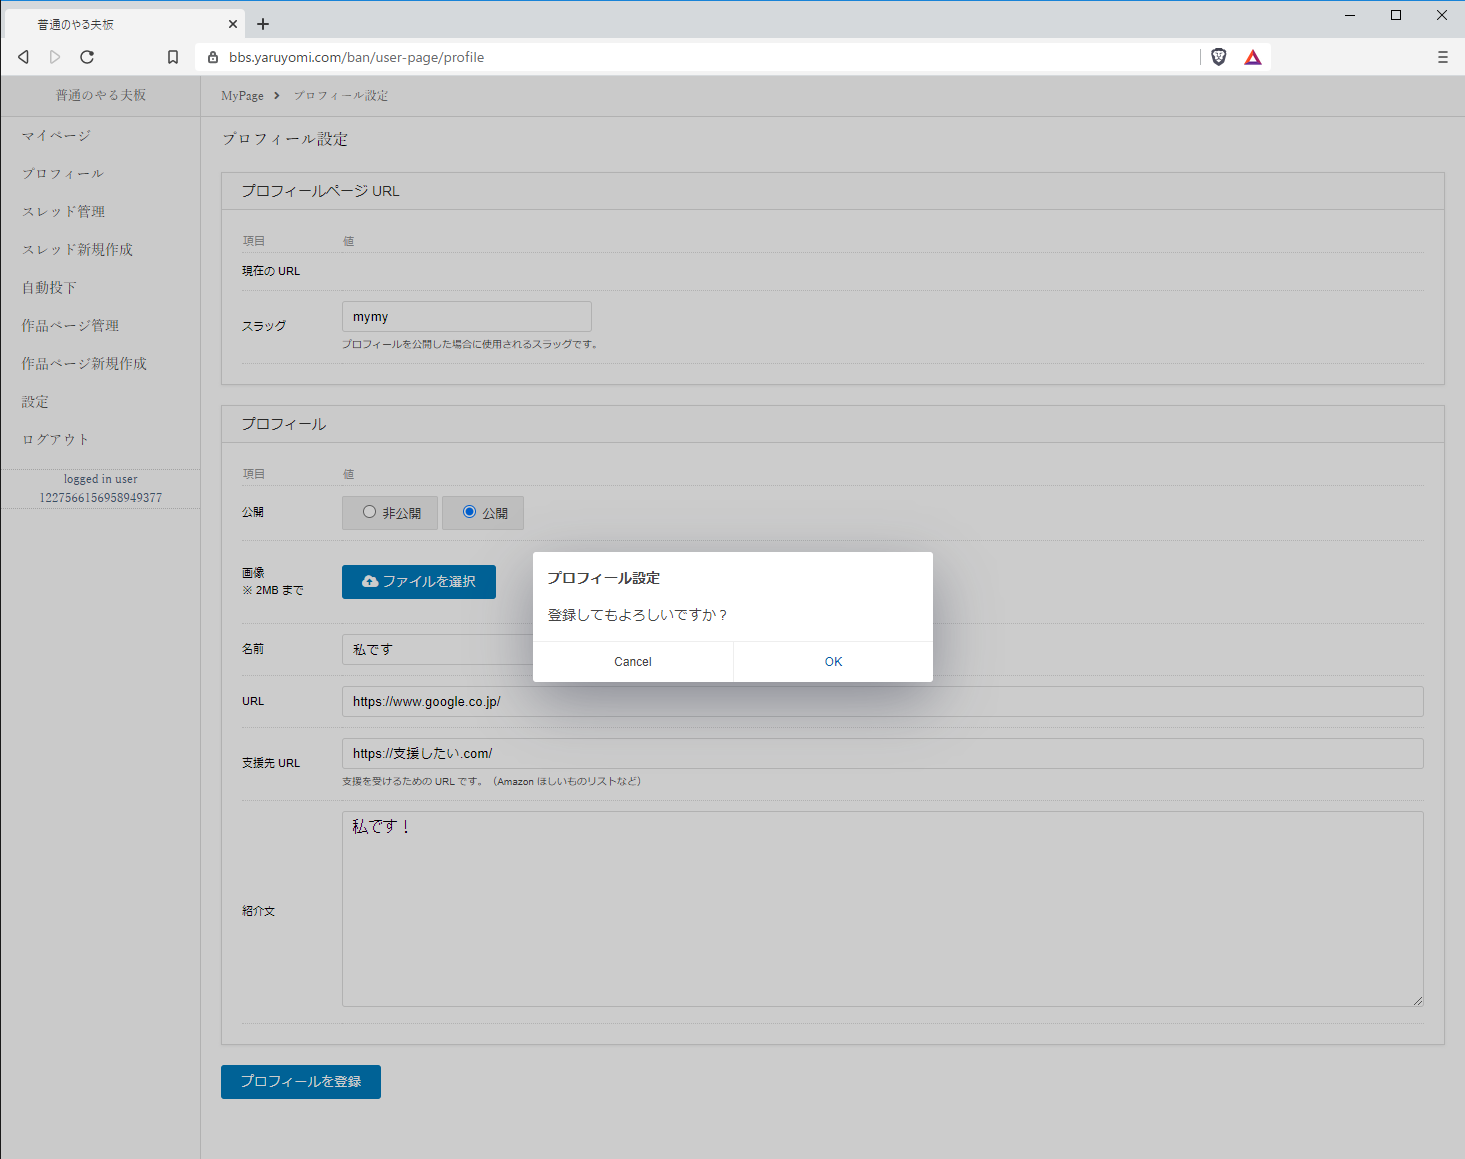 普通のやる夫板
bbs.yaruyomi.com/ban/user-page/profile
普通のやる夫板
MyPage
プロフィール設定
マイページ
プロフィール
スレッド管理
スレッド新規作成
自動投下
作品ページ管理
作品ページ新規作成
設定
ログアウト
logged in user
1227566156958949377
プロフィール設定
プロフィールページ URL
項目 値
現在の URL
スラッグ
mymy
プロフィールを公開した場合に使用されるスラッグです。
プロフィール
項目 値
公開
非公開
公開
画像
※ 2MB まで
ファイルを選択
名前
私です
URL
https://www.google.co.jp/
支援先 URL
https://支援したい.com/
支援を受けるための URL です。（Amazon ほしいものリストなど）
紹介文
私です！
プロフィールを登録
プロフィール設定
登録してもよろしいですか？
Cancel
OK